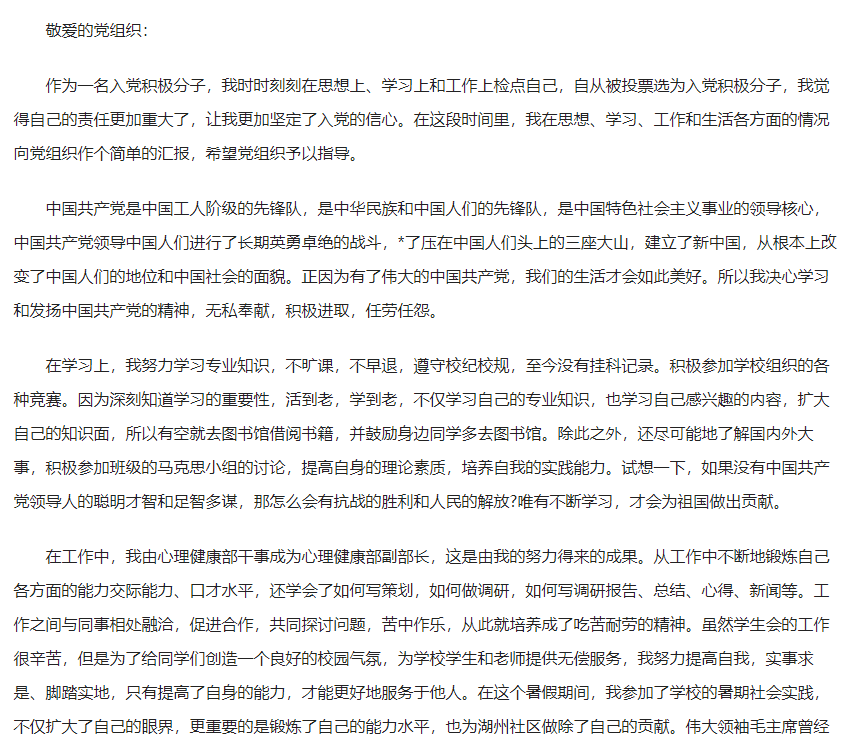 敬爱的党组织：
作为一名入党积极分子，我时时刻刻在思想上、学习上和工作上检点自己，自从被投票选为入党积极分子，我觉
得自己的责任更加重大了，让我更加坚定了入党的信心。在这段时间里，我在思想、学习、工作和生活各方面的情况
向党组织作个简单的汇报，希望党组织予以指导。
中国共产党是中国工人阶级的先锋队，是中华民族和中国人们的先锋队，是中国特色社会主义事业的领导核心，
中国共产党领导中国人们进行了长期英勇卓绝的战斗，*了压在中国人们头上的三座大山，建立了新中国，从根本上改
变了中国人们的地位和中国社会的面貌。正因为有了伟大的中国共产党，我们的生活才会如此美好。所以我决心学习
和发扬中国共产党的精神，无私奉献，积极进取，任劳任怨。
在学习上，我努力学习专业知识，不旷课，不早退，遵守校纪校规，至今没有挂科记录。积极参加学校组织的各
种竞赛。因为深刻知道学习的重要性，活到老，学到老，不仅学习自己的专业知识，也学习自己感兴趣的内容，扩大
自己的知识面，所以有空就去图书馆借阅书籍，并鼓励身边同学多去图书馆。除此之外，还尽可能地了解国内外大
事，积极参加班级的马克思小组的讨论，提高自身的理论素质，培养自我的实践能力。试想一下，如果没有中国共产
党领导人的聪明才智和足智多谋，那怎么会有抗战的胜利和人民的解放?唯有不断学习，才会为祖国做出贡献。
在工作中，我由心理健康部干事成为心理健康部副部长，这是由我的努力得来的成果。从工作中不断地锻炼自己
各方面的能力交际能力、口才水平，还学会了如何写策划，如何做调研，如何写调研报告、总结、心得、新闻等。工
作之间与同事相处融洽，促进合作，共同探讨问题，苦中作乐，从此就培养成了吃苦耐劳的精神。虽然学生会的工作
很辛苦，但是为了给同学们创造一个良好的校园气氛，为学校学生和老师提供无偿服务，我努力提高自我，实事求
是、脚踏实地，只有提高了自身的能力，才能更好地服务于他人。在这个暑假期间，我参加了学校的暑期社会实践，
不仅扩大了自己的眼界，更重要的是锻炼了自己的能力水平，也为湖州社区做除了自己的贡献。伟大领袖毛主席曾经